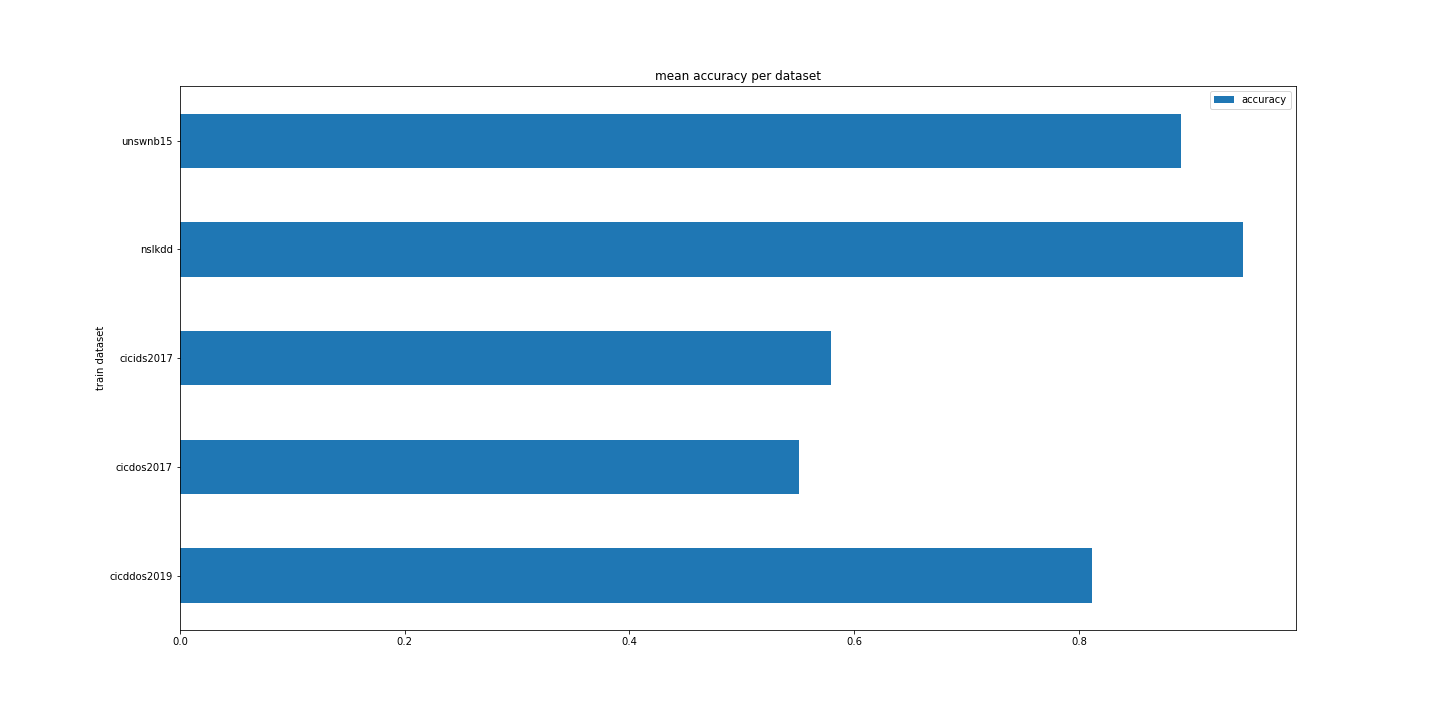 mean accuracy per dataset
accuracy
unswnb15
nslkdd
cicids2017
cicdos2017
cicddos2019
train dataset
0.0 0.2 0.4 0.6 0.8